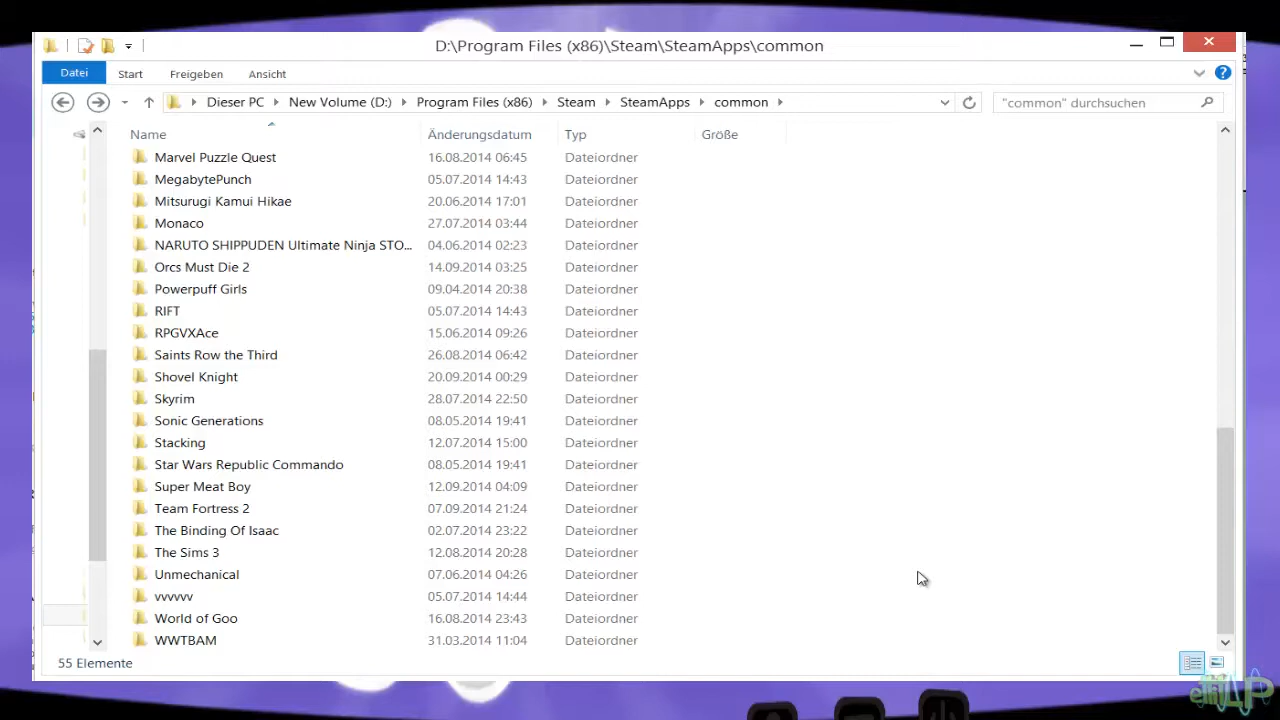 D:\Program Files (x86)\Steam\SteamApps\common
Datei Start Freigeben Ansicht
Dieser PC New Volume (D:) Program Files (x86) Steam SteamApps common "common" durchsuchen
Name Änderungsdatum Typ Größe
Marvel Puzzle Quest 16.08.2014 06:45 Dateiordner
MegabytePunch 05.07.2014 14:43 Dateiordner
Mitsurugi Kamui Hikae 20.06.2014 17:01 Dateiordner
Monaco 27.07.2014 03:44 Dateiordner
NARUTO SHIPPUDEN Ultimate Ninja STO... 04.06.2014 02:23 Dateiordner
Orcs Must Die 2 14.09.2014 03:25 Dateiordner
Powerpuff Girls 09.04.2014 20:38 Dateiordner
RIFT 05.07.2014 14:43 Dateiordner
RPGVXAce 15.06.2014 09:26 Dateiordner
Saints Row the Third 26.08.2014 06:42 Dateiordner
Shovel Knight 20.09.2014 00:29 Dateiordner
Skyrim 28.07.2014 22:50 Dateiordner
Sonic Generations 08.05.2014 19:41 Dateiordner
Stacking 12.07.2014 15:00 Dateiordner
Star Wars Republic Commando 08.05.2014 19:41 Dateiordner
Super Meat Boy 12.09.2014 04:09 Dateiordner
Team Fortress 2 07.09.2014 21:24 Dateiordner
The Binding Of Isaac 02.07.2014 23:22 Dateiordner
The Sims 3 12.08.2014 20:28 Dateiordner
Unmechanical 07.06.2014 04:26 Dateiordner
vvvvvv 05.07.2014 14:44 Dateiordner
World of Goo 16.08.2014 23:43 Dateiordner
WWTBAM 31.03.2014 11:04 Dateiordner
55 Elemente